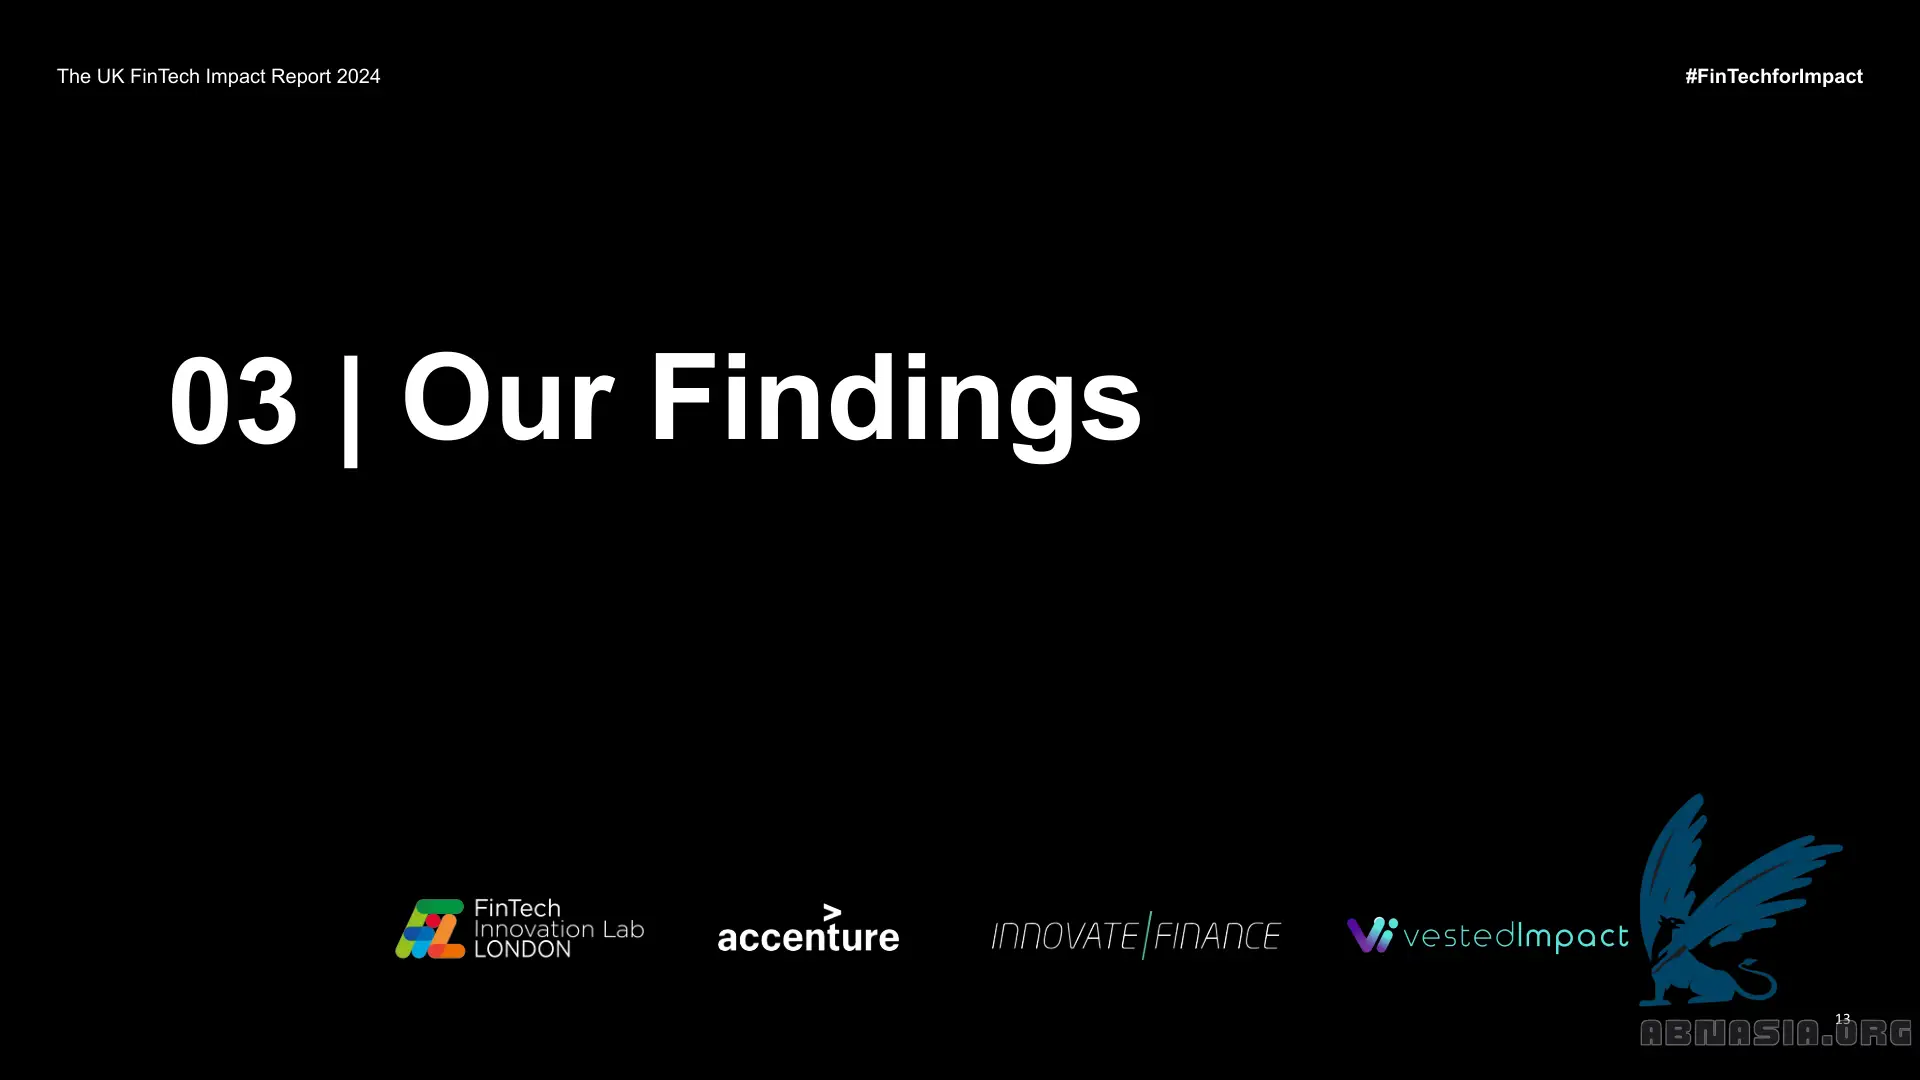 The UK FinTech Impact Report 2024
#FinTechforImpact
03 | Our Findings
FinTech
Innovation Lab
LONDON
>
accenture
INNOVATE/FINANCE
vestedImpact
13
ABNASIA.ORG